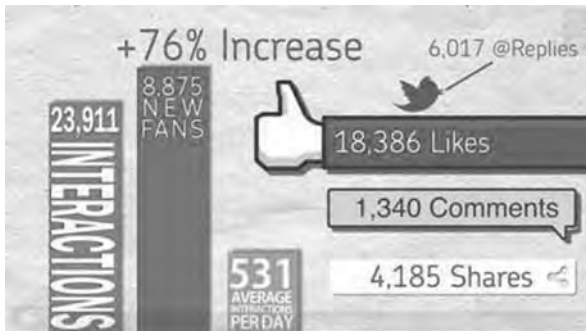 +76% Increase
6,017 @Replies
8.875
NEW
FANS
23,911
INTERACTIONS
18,386 Likes
1,340 Comments
4,185 Shares
531
AVERAGE
INTERACTIONS
PER DAY